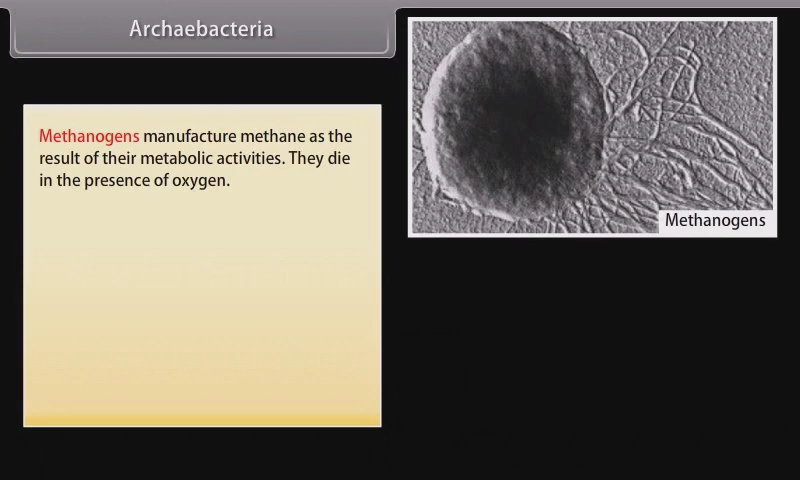 Archaebacteria
Methanogens manufacture methane as the
result of their metabolic activities. They die
in the presence of oxygen.
Methanogens